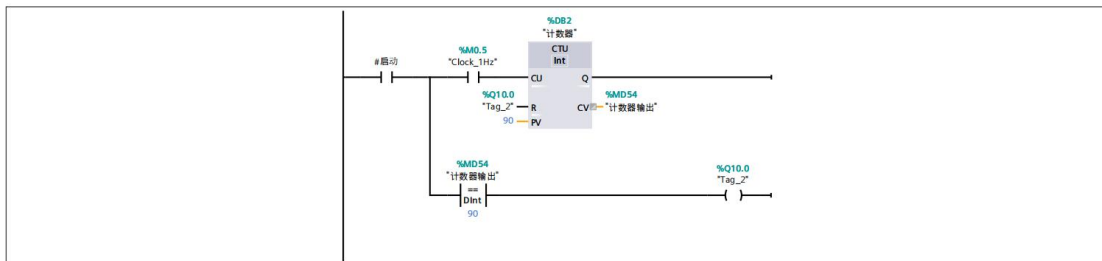 %DB2
"计数器"
#启动
%M0.5
"Clock_1Hz"
CTU
Int
CU
Q
%Q10.0
"Tag_2"
R
%MD54
CV
"计数器输出"
90
PV
%MD54
"计数器输出"
==
DInt
90
%Q10.0
"Tag_2"